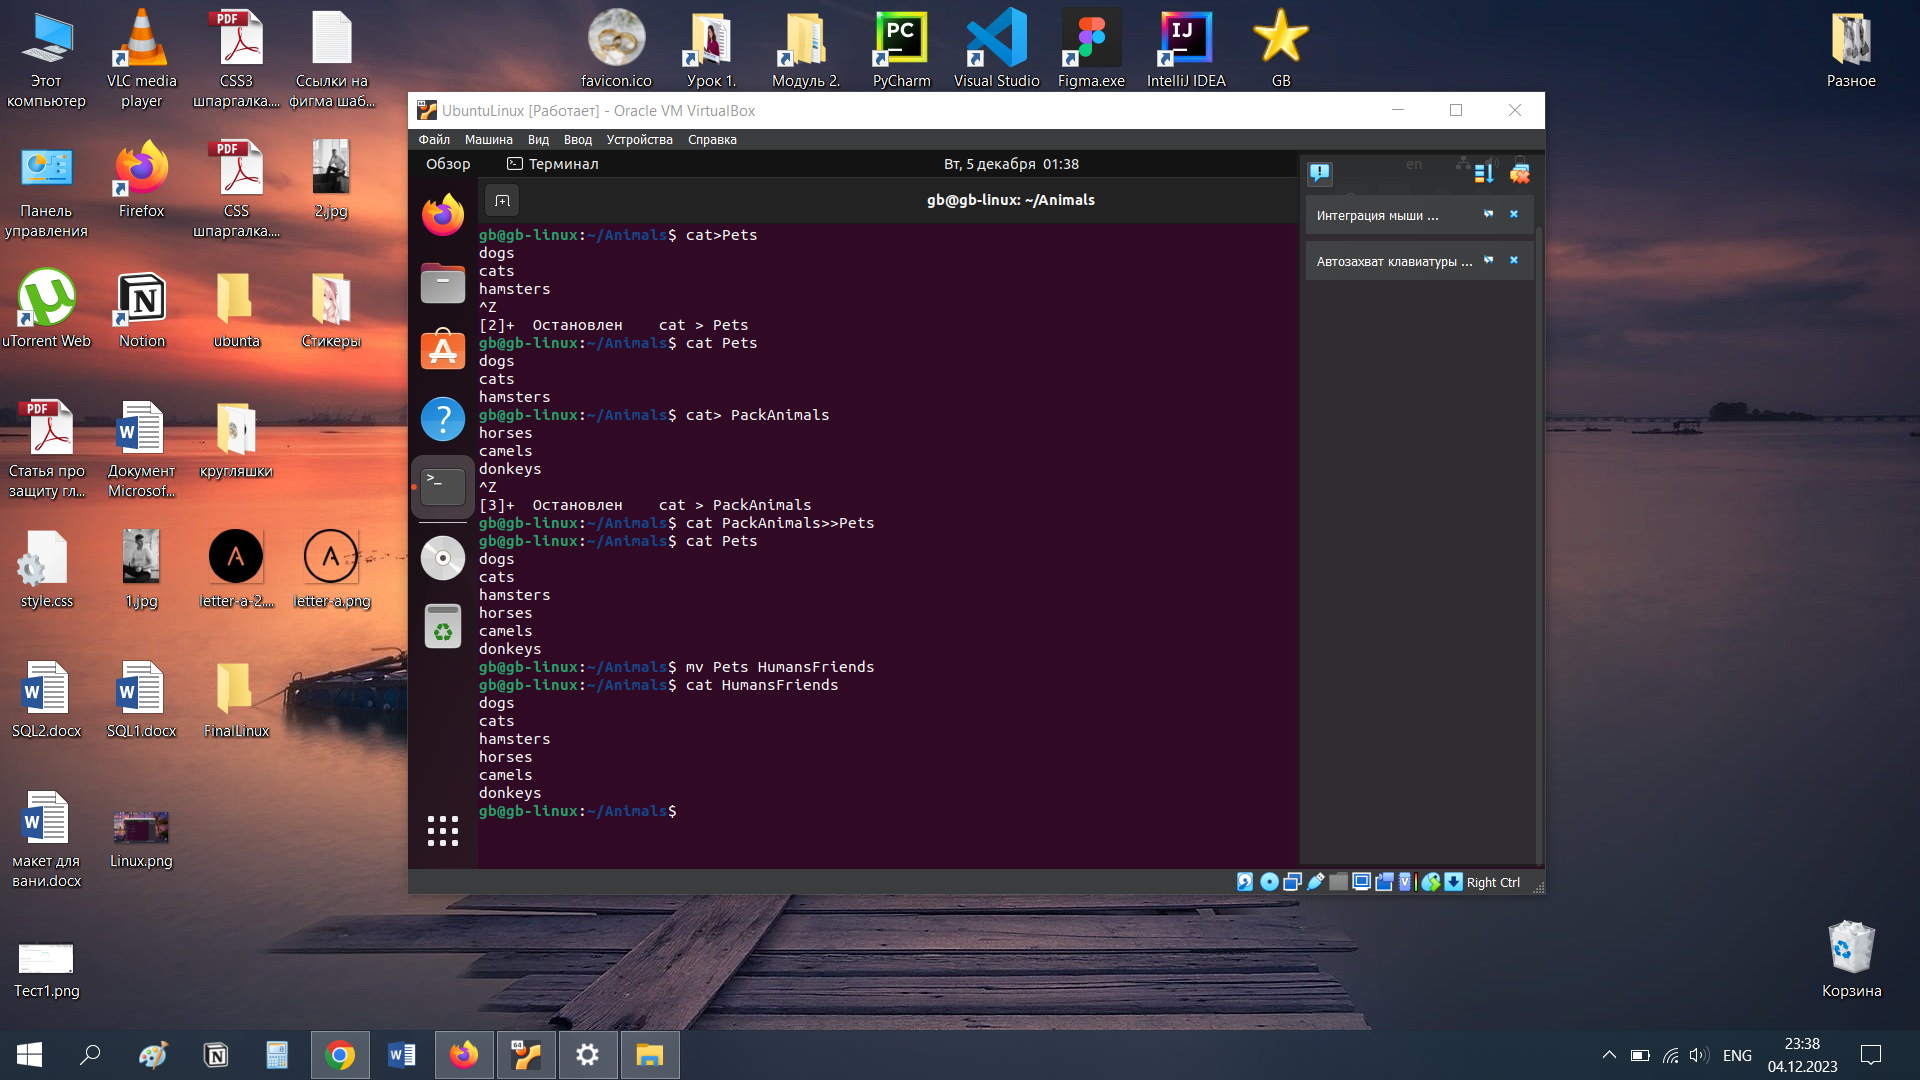 Этот
компьютер
VLC media
player
CSS3
шпаргалка....
Ссылки на
фигма шаб...
favicon.ico
Урок 1.
Модуль 2.
PyCharm
Visual Studio
Figma.exe
IntelliJ IDEA
GB
Разное
Панель
управления
Firefox
CSS
шпаргалка....
2.jpg
uTorrent Web
Notion
ubunta
Стикеры
Статья про
защиту гл...
Документ
Microsof...
кругляшки
style.css
1.jpg
letter-a-2....
letter-a.png
SQL2.docx
SQL1.docx
FinalLinux
макет для
вани.docx
Linux.png
Тест1.png
Корзина
UbuntuLinux [Работает] - Oracle VM VirtualBox
Файл Машина Вид Ввод Устройства Справка
Обзор Терминал Вт, 5 декабря 01:38 en
gb@gb-linux: ~/Animals
Интеграция мыши ...
Автозахват клавиатуры ...
gb@gb-linux:~/Animals$ cat>Pets
dogs
cats
hamsters
^Z
[2]+ Остановлен cat > Pets
gb@gb-linux:~/Animals$ cat Pets
dogs
cats
hamsters
gb@gb-linux:~/Animals$ cat> PackAnimals
horses
camels
donkeys
^Z
[3]+ Остановлен cat > PackAnimals
gb@gb-linux:~/Animals$ cat PackAnimals>>Pets
gb@gb-linux:~/Animals$ cat Pets
dogs
cats
hamsters
horses
camels
donkeys
gb@gb-linux:~/Animals$ mv Pets HumansFriends
gb@gb-linux:~/Animals$ cat HumansFriends
dogs
cats
hamsters
horses
camels
donkeys
gb@gb-linux:~/Animals$
Right Ctrl
ENG
23:38
04.12.2023